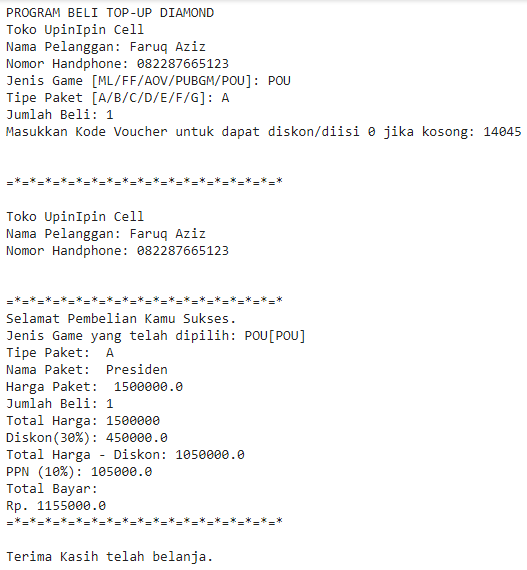 PROGRAM BELI TOP-UP DIAMOND
Toko UpinIpin Cell
Nama Pelanggan: Faruq Aziz
Nomor Handphone: 082287665123
Jenis Game [ML/FF/AOV/PUBGM/POU]: POU
Tipe Paket [A/B/C/D/E/F/G]: A
Jumlah Beli: 1
Masukkan Kode Voucher untuk dapat diskon/diisi 0 jika kosong: 14045
=*=*=*=*=*=*=*=*=*=*=*=*=*=*=*=*=*=*
Toko UpinIpin Cell
Nama Pelanggan: Faruq Aziz
Nomor Handphone: 082287665123
=*=*=*=*=*=*=*=*=*=*=*=*=*=*=*=*=*=*
Selamat Pembelian Kamu Sukses.
Jenis Game yang telah dipilih: POU[POU]
Tipe Paket:  A
Nama Paket:  Presiden
Harga Paket:  1500000.0
Jumlah Beli: 1
Total Harga: 1500000
Diskon(30%): 450000.0
Total Harga - Diskon: 1050000.0
PPN (10%): 105000.0
Total Bayar:
Rp. 1155000.0
=*=*=*=*=*=*=*=*=*=*=*=*=*=*=*=*=*=*
Terima Kasih telah belanja.